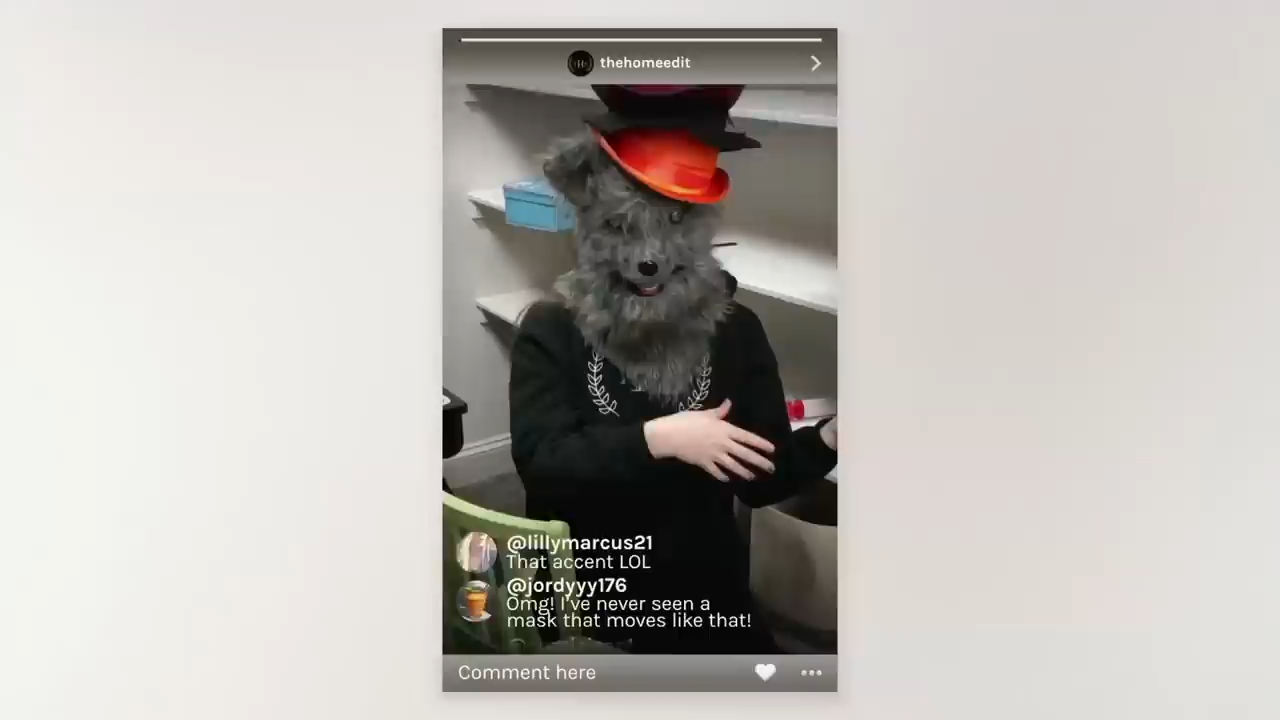 thehomeedit
@lillymarcus21
That accent LOL
@jordyyy176
Omg! I've never seen a
mask that moves like that!
Comment here